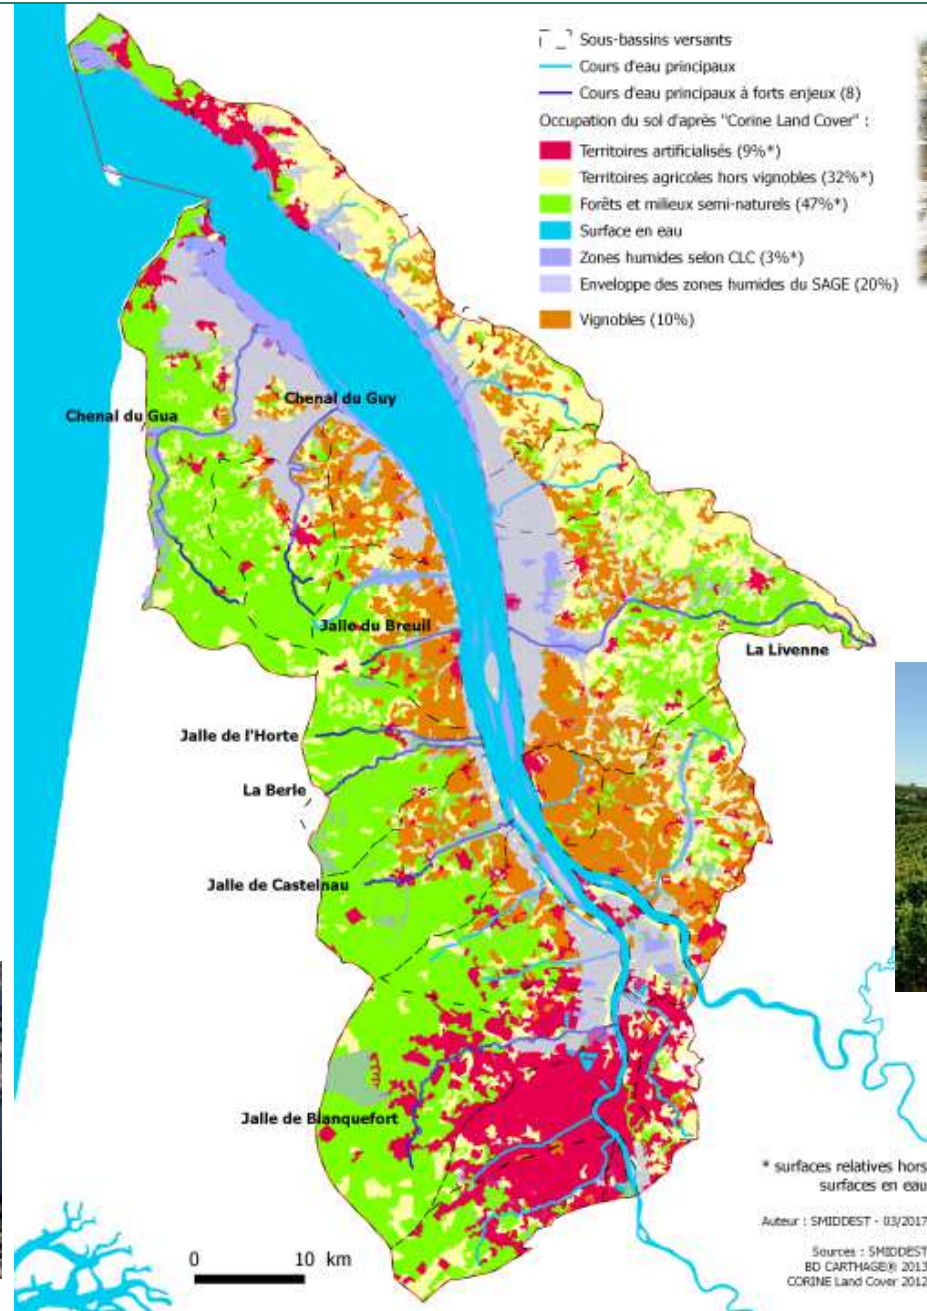 Sous-bassins versants
Cours d'eau principaux
Cours d'eau principaux à forts enjeux (8)
Occupation du sol d'après "Corine Land Cover" :
Territoires artificialisés (9%*)
Territoires agricoles hors vignobles (32%*)
Forêts et milieux semi-naturels (47%*)
Surface en eau
Zones humides selon CLC (3%*)
Enveloppe des zones humides du SAGE (20%)
Vignobles (10%)
Chenal du Guy
Chenal du Gua
Jalle du Breuil
La Livenne
Jalle de l'Horte
La Berle
Jalle de Castelnau
Jalle de Blanquefort
* surfaces relatives hors
surfaces en eau
Auteur : SMIDDEST - 03/2017
Sources : SMIDDEST
BD CARTHAGE® 2013
CORINE Land Cover 2012
0 10 km